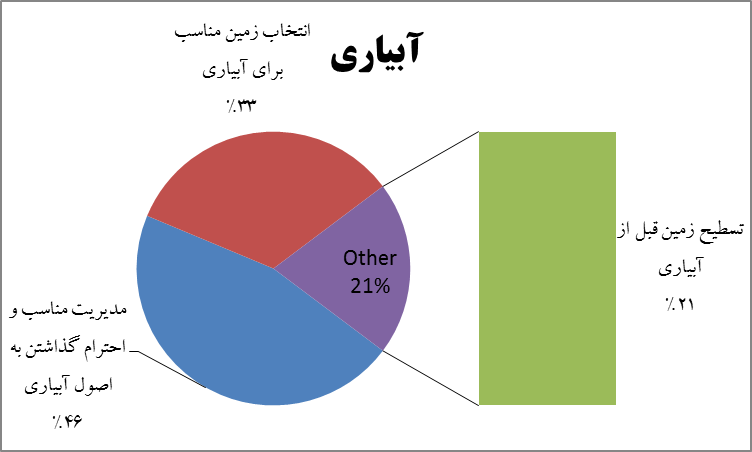 آبیاری
انتخاب زمین مناسب
برای آبیاری
٪۳۳
Other
21%
تسطیح زمین قبل از
آبیاری
٪۲۱
مدیریت مناسب و
احترام گذاشتن به
اصول آبیاری
٪۴۶